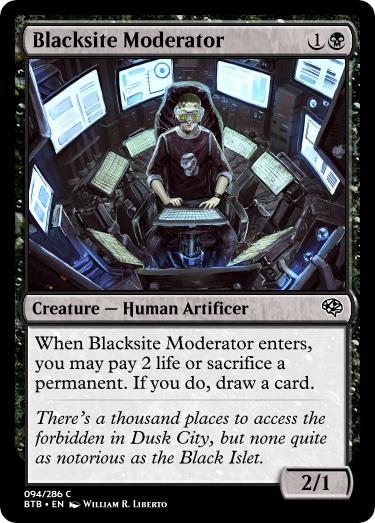 Blacksite Moderator 1
Creature — Human Artificer
When Blacksite Moderator enters,
you may pay 2 life or sacrifice a
permanent. If you do, draw a card.
There's a thousand places to access the
forbidden in Dusk City, but none quite
as notorious as the Black Islet.
2/1
094/286 C
BTB • EN William R. Liberto